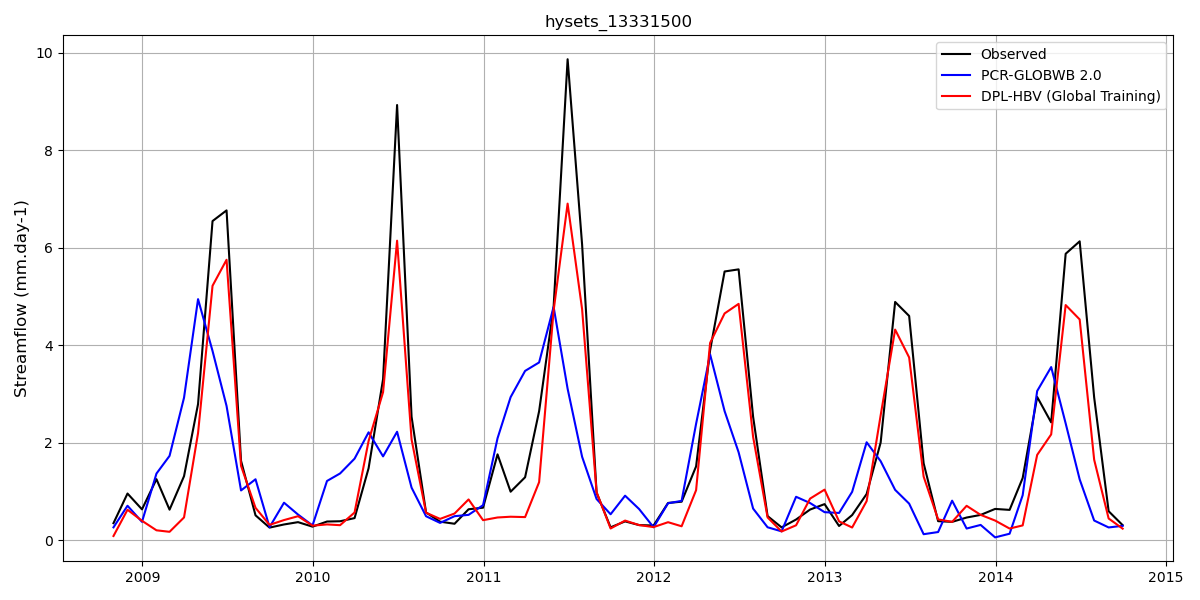 hysets_13331500
Observed
PCR-GLOBWB 2.0
DPL-HBV (Global Training)
Streamflow (mm.day-1)
10
8
6
4
2
0
2009
2010
2011
2012
2013
2014
2015